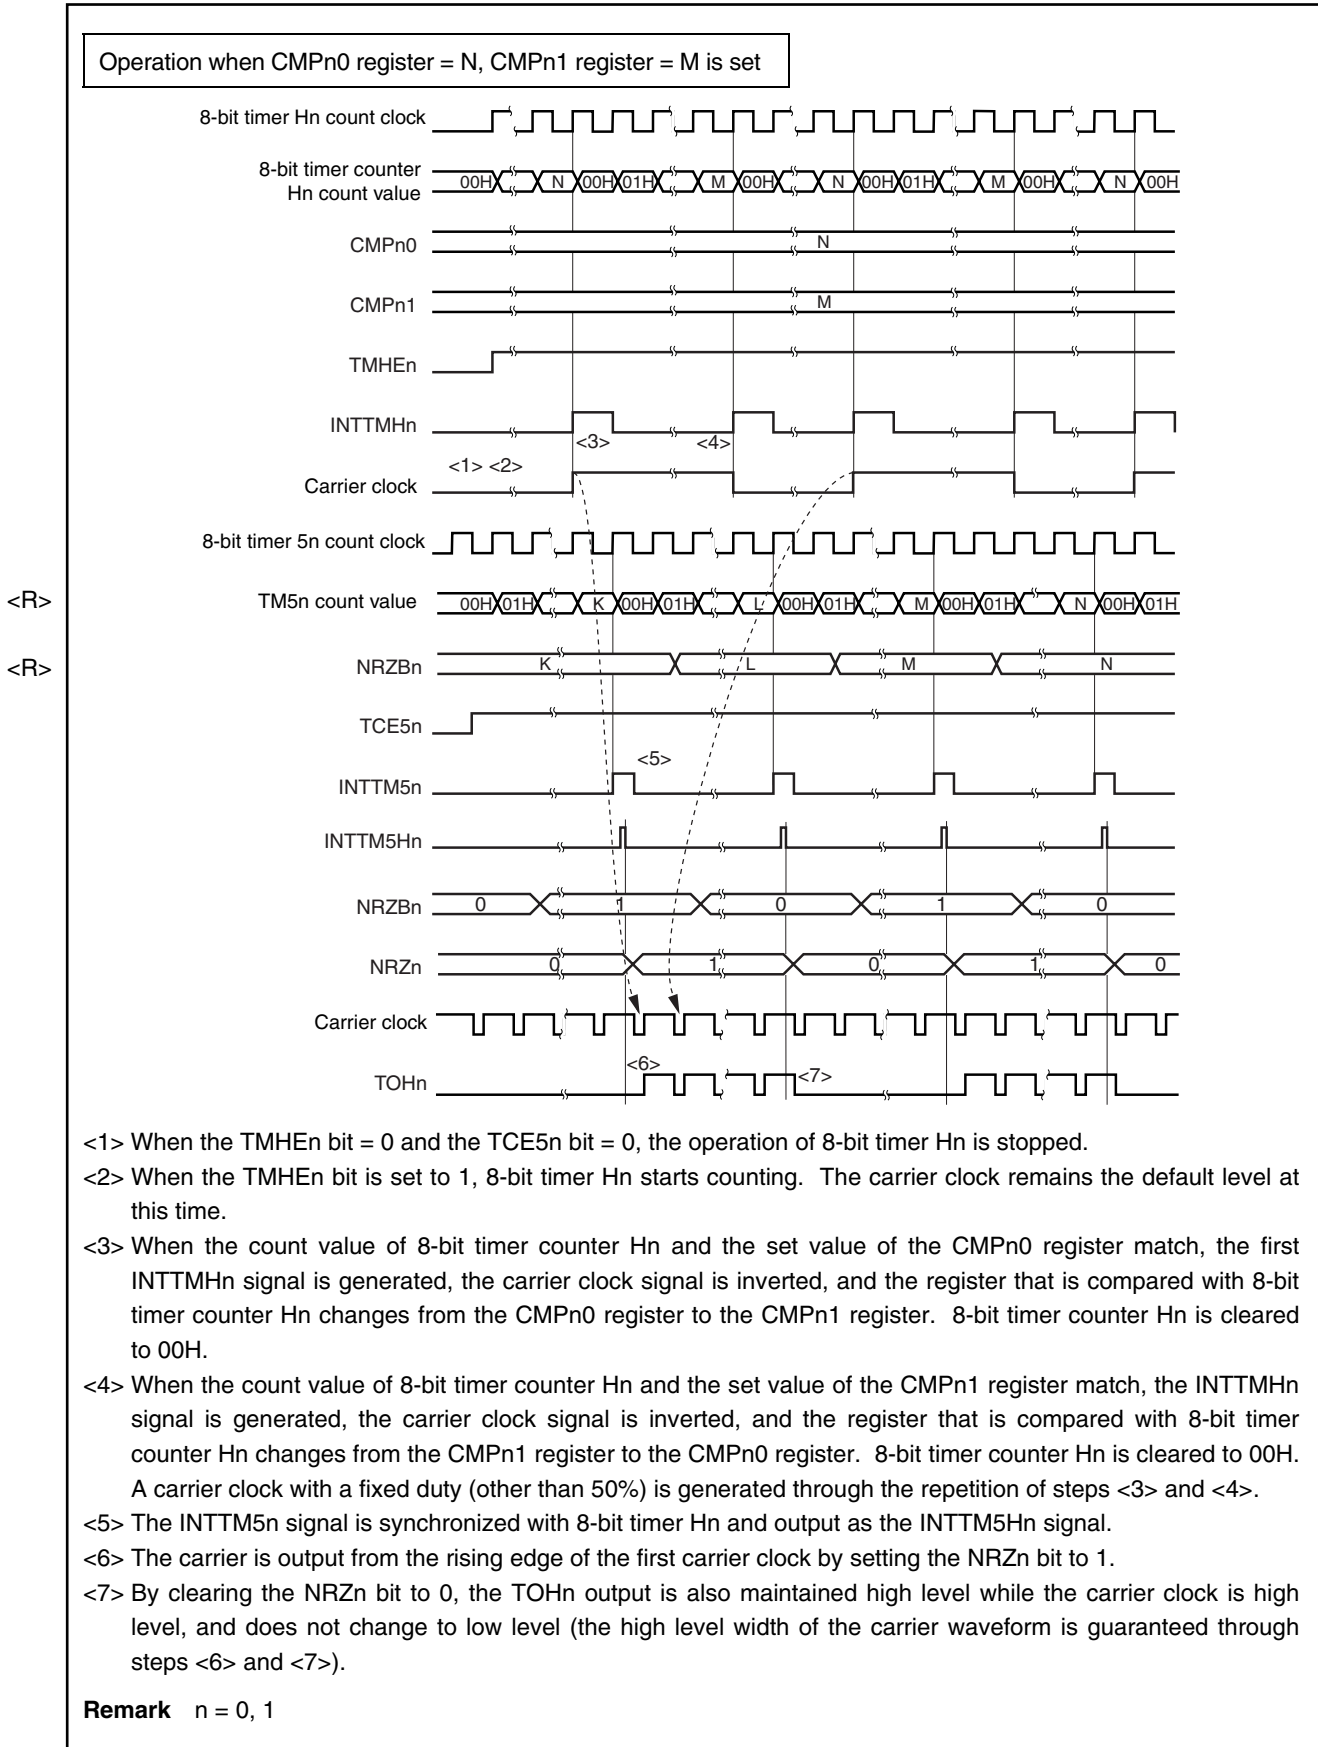 Operation when CMPn0 register = N, CMPn1 register = M is set
8-bit timer Hn count clock
8-bit timer counter
Hn count value
00H N 00H 01H M 00H N 00H 01H M 00H N 00H
CMPn0 N
CMPn1 M
TMHEn
INTTMHn
<3> <4>
<1> <2>
Carrier clock
8-bit timer 5n count clock
<R> TM5n count value 00H 01H K 00H 01H L 00H 01H M 00H 01H N 00H 01H
<R> NRZBn K L M N
TCE5n
<5>
INTTM5n
INTTM5Hn
NRZBn 0 1 0 1 0
NRZn 0 1 0 1 0
Carrier clock
<6> <7>
TOHn
<1> When the TMHEn bit = 0 and the TCE5n bit = 0, the operation of 8-bit timer Hn is stopped.
<2> When the TMHEn bit is set to 1, 8-bit timer Hn starts counting. The carrier clock remains the default level at
this time.
<3> When the count value of 8-bit timer counter Hn and the set value of the CMPn0 register match, the first
INTTMHn signal is generated, the carrier clock signal is inverted, and the register that is compared with 8-bit
timer counter Hn changes from the CMPn0 register to the CMPn1 register. 8-bit timer counter Hn is cleared
to 00H.
<4> When the count value of 8-bit timer counter Hn and the set value of the CMPn1 register match, the INTTMHn
signal is generated, the carrier clock signal is inverted, and the register that is compared with 8-bit timer
counter Hn changes from the CMPn1 register to the CMPn0 register. 8-bit timer counter Hn is cleared to 00H.
A carrier clock with a fixed duty (other than 50%) is generated through the repetition of steps <3> and <4>.
<5> The INTTM5n signal is synchronized with 8-bit timer Hn and output as the INTTM5Hn signal.
<6> The carrier is output from the rising edge of the first carrier clock by setting the NRZn bit to 1.
<7> By clearing the NRZn bit to 0, the TOHn output is also maintained high level while the carrier clock is high
level, and does not change to low level (the high level width of the carrier waveform is guaranteed through
steps <6> and <7>).
Remark n = 0, 1